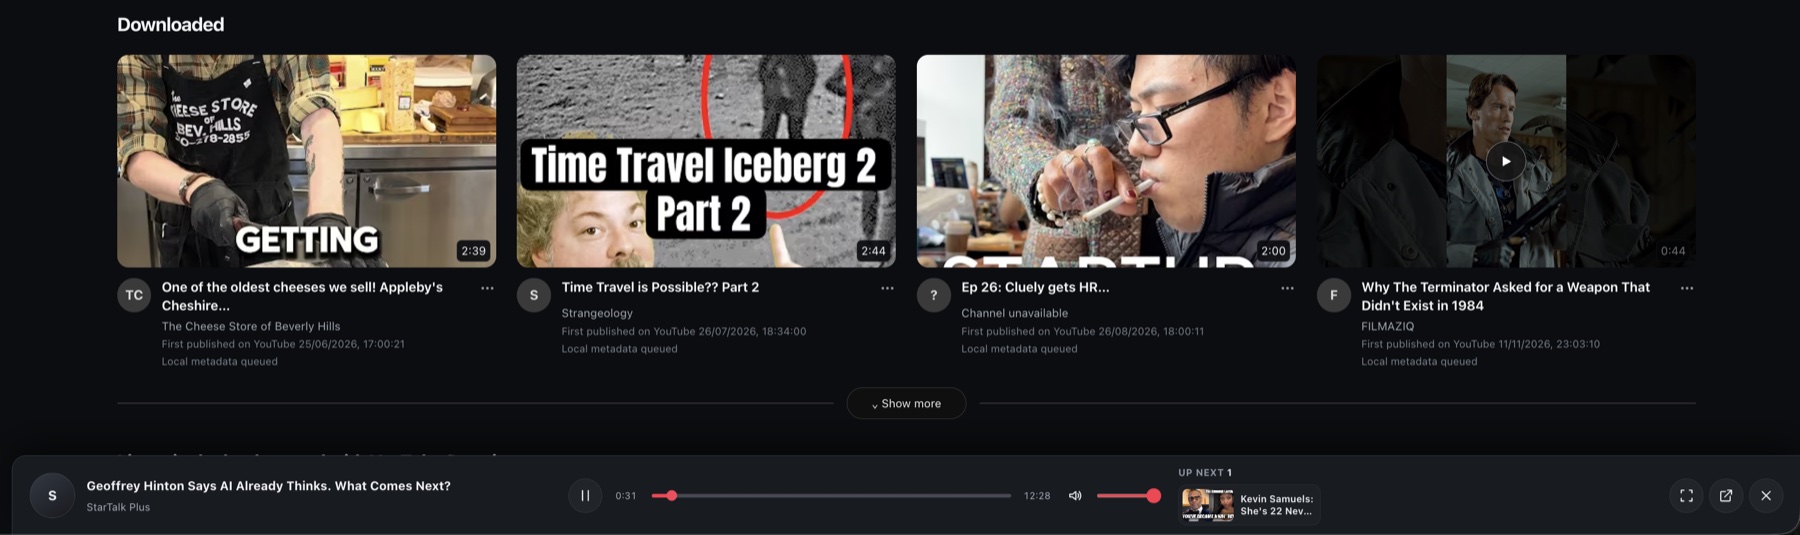 Downloaded
The
CHEESE STORE
OF
BEV. HILLS
278-2855
GETTING
2:39
Time Travel Iceberg 2
Part 2
2:44
STARTUP
2:00
0:44
TC
One of the oldest cheeses we sell! Appleby's
Cheshire...
The Cheese Store of Beverly Hills
First published on YouTube 25/06/2026, 17:00:21
Local metadata queued
S
Time Travel is Possible?? Part 2
Strangeology
First published on YouTube 26/07/2026, 18:34:00
Local metadata queued
?
Ep 26: Cluely gets HR...
Channel unavailable
First published on YouTube 26/08/2026, 18:00:11
Local metadata queued
F
Why The Terminator Asked for a Weapon That
Didn't Exist in 1984
FILMAZIQ
First published on YouTube 11/11/2026, 23:03:10
Local metadata queued
Show more
S
Geoffrey Hinton Says AI Already Thinks. What Comes Next?
StarTalk Plus
0:31
12:28
UP NEXT 1
Kevin Samuels:
She's 22 Nev...